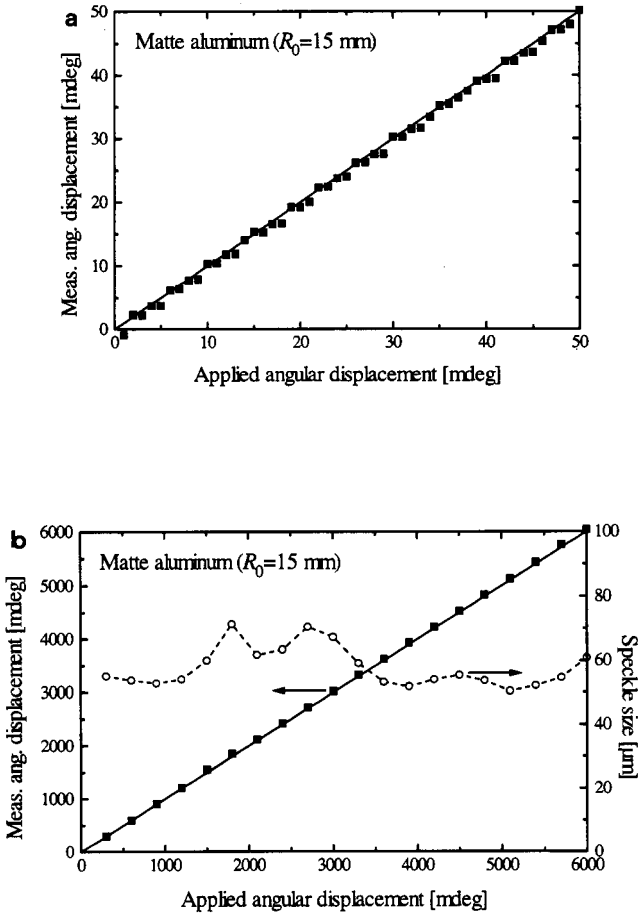 a
Matte aluminum (R0=15 mm)
Meas. ang. displacement [mdeg]
50
40
30
20
10
0
0 10 20 30 40 50
Applied angular displacement [mdeg]
b
Matte aluminum (R0=15 mm)
Meas. ang. displacement [mdeg]
6000
5000
4000
3000
2000
1000
0
100
80
60
40
20
0
Speckle size [μm]
0 1000 2000 3000 4000 5000 6000
Applied angular displacement [mdeg]